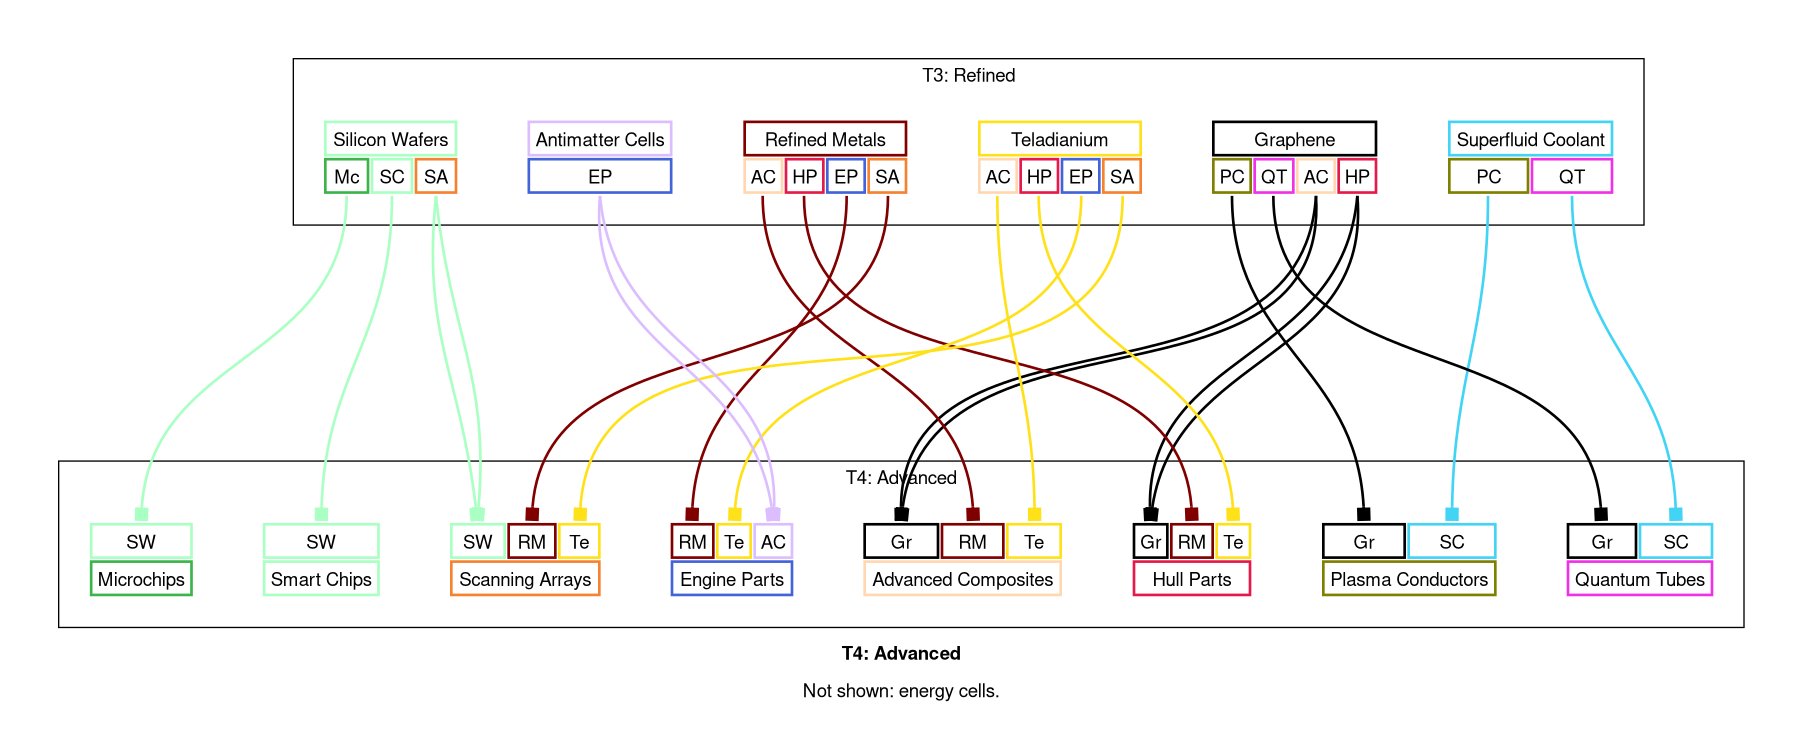 T3: Refined
Silicon Wafers Antimatter Cells Refined Metals Teladianium Graphene Superfluid Coolant
Mc SC SA EP AC HP EP SA AC HP EP SA PC QT AC HP PC QT
T4: Advanced
SW SW SW RM Te RM Te AC Gr RM Te Gr RM Te Gr SC Gr SC
Microchips Smart Chips Scanning Arrays Engine Parts Advanced Composites Hull Parts Plasma Conductors Quantum Tubes
T4: Advanced
Not shown: energy cells.